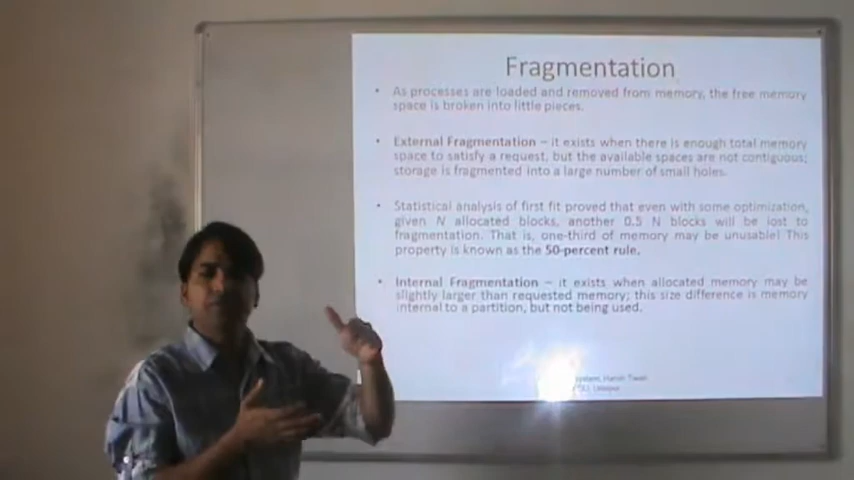 Fragmentation
• As processes are loaded and removed from memory, the free memory
space is broken into little pieces.
• External Fragmentation – it exists when there is enough total memory
space to satisfy a request, but the available spaces are not contiguous;
storage is fragmented into a large number of small holes.
• Statistical analysis of first fit proved that even with some optimization,
given N allocated blocks, another 0.5 N blocks will be lost to
fragmentation. That is, one-third of memory may be unusable! This
property is known as the 50-percent rule.
• Internal Fragmentation – it exists when allocated memory may be
slightly larger than requested memory; this size difference is memory
internal to a partition, but not being used.